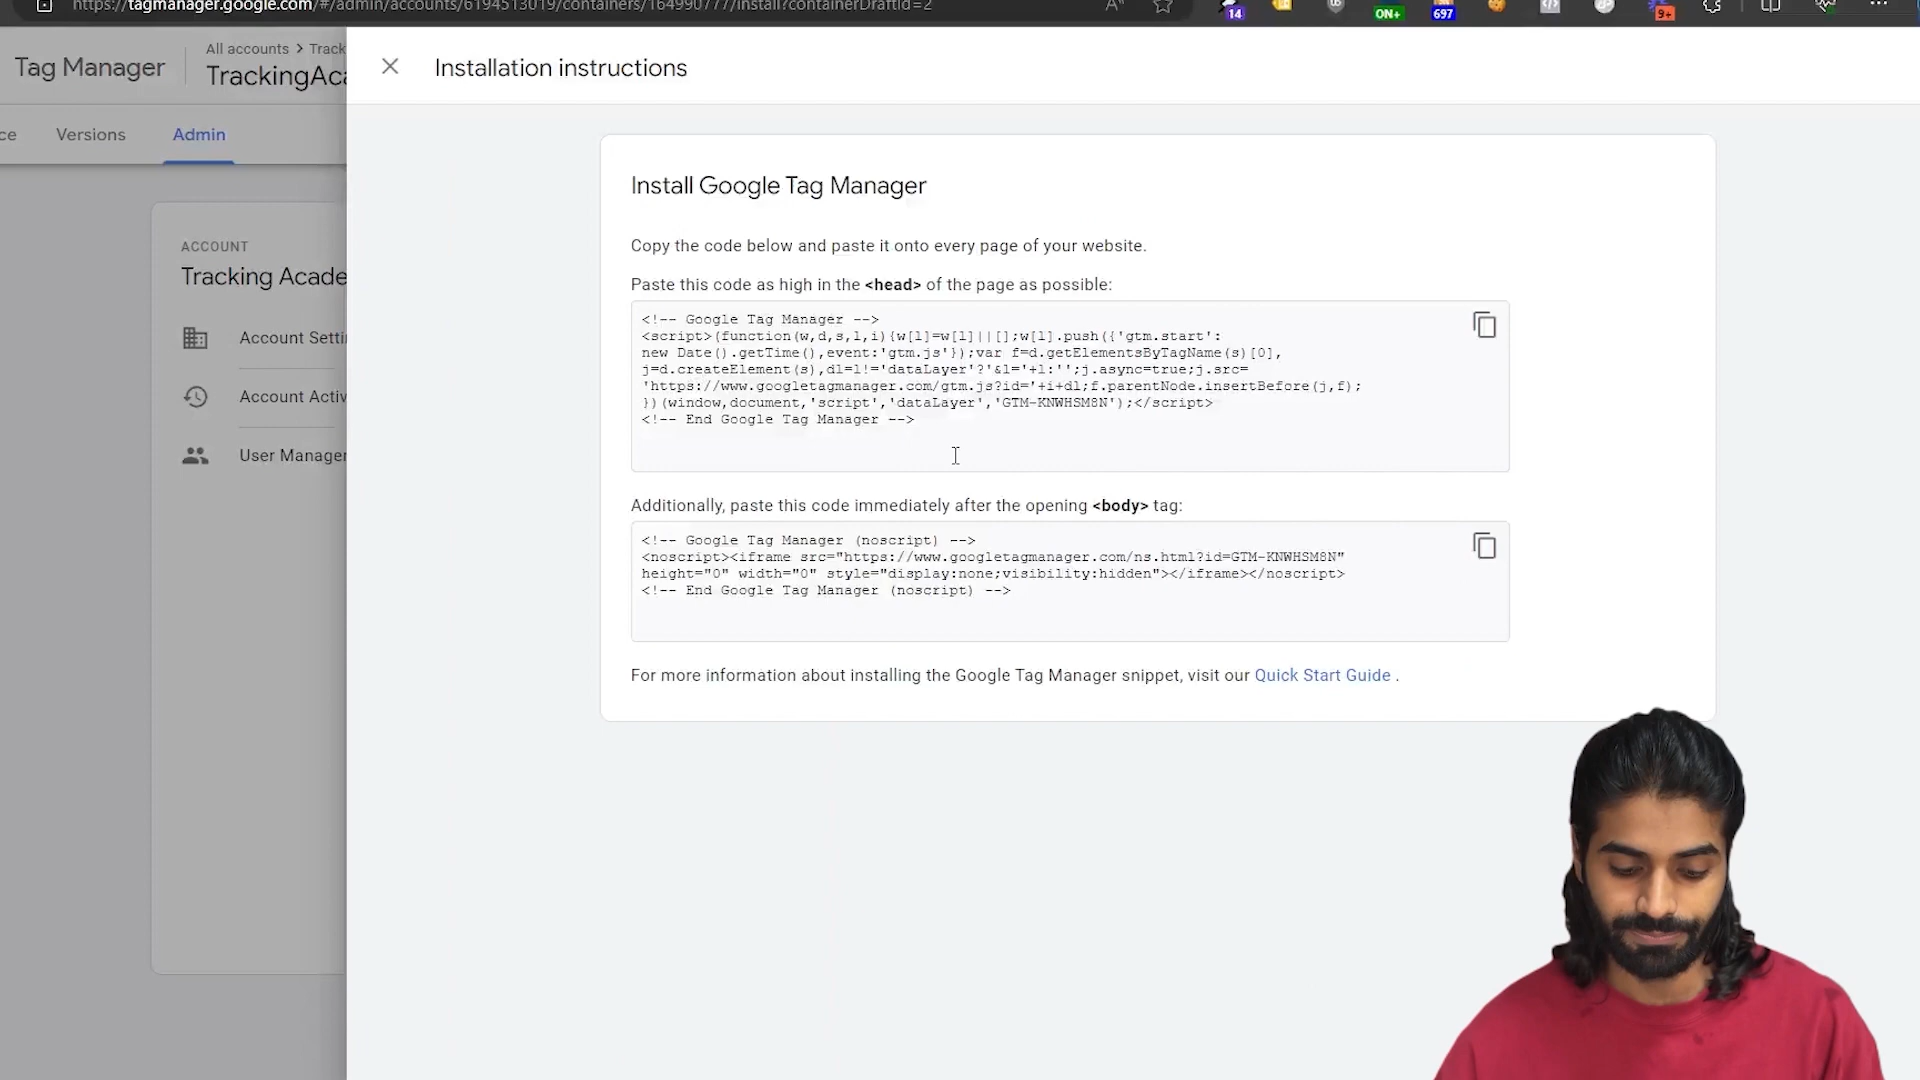 https://tagmanager.google.com/#/admin/accounts/6194513019/containers/164990777/install?containerDraftId=2
14
ON+
697
9+
Tag Manager
All accounts > Track
TrackingAca
ce
Versions
Admin
ACCOUNT
Tracking Acade
Account Setti
Account Activ
User Manager
Installation instructions
Install Google Tag Manager
Copy the code below and paste it onto every page of your website.
Paste this code as high in the <head> of the page as possible:
<!-- Google Tag Manager -->
<script>(function(w,d,s,l,i){w[l]=w[l]||[];w[l].push({'gtm.start':
new Date().getTime(),event:'gtm.js'});var f=d.getElementsByTagName(s)[0],
j=d.createElement(s),dl=l!='dataLayer'?'&l='+l:'';j.async=true;j.src=
'https://www.googletagmanager.com/gtm.js?id='+i+dl;f.parentNode.insertBefore(j,f);
})(window,document,'script','dataLayer','GTM-KNWHSM8N');</script>
<!-- End Google Tag Manager -->
Additionally, paste this code immediately after the opening <body> tag:
<!-- Google Tag Manager (noscript) -->
<noscript><iframe src="https://www.googletagmanager.com/ns.html?id=GTM-KNWHSM8N"
height="0" width="0" style="display:none;visibility:hidden"></iframe></noscript>
<!-- End Google Tag Manager (noscript) -->
For more information about installing the Google Tag Manager snippet, visit our Quick Start Guide .